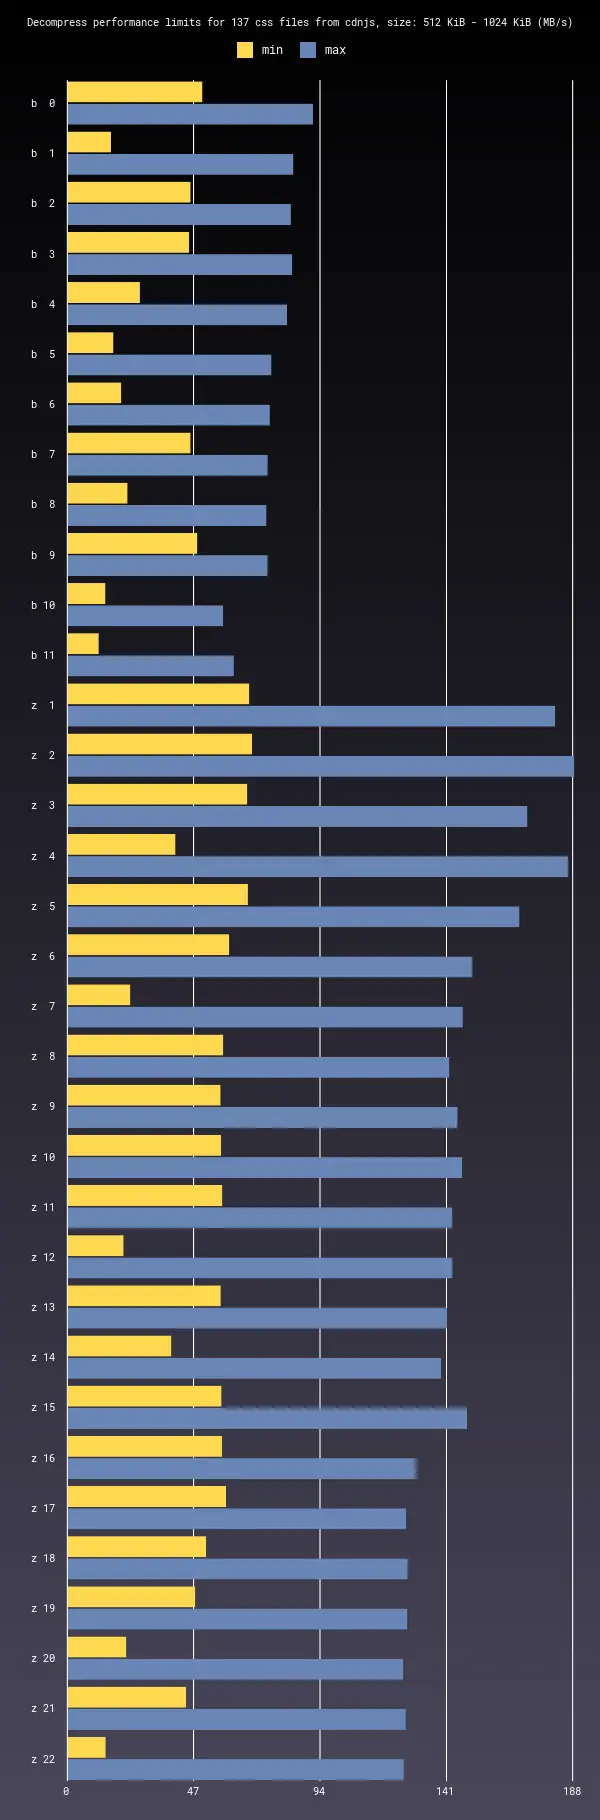 Decompress performance limits for 137 css files from cdnjs, size: 512 KiB - 1024 KiB (MB/s)
min max
b 0
b 1
b 2
b 3
b 4
b 5
b 6
b 7
b 8
b 9
b 10
b 11
z 1
z 2
z 3
z 4
z 5
z 6
z 7
z 8
z 9
z 10
z 11
z 12
z 13
z 14
z 15
z 16
z 17
z 18
z 19
z 20
z 21
z 22
0 47 94 141 188